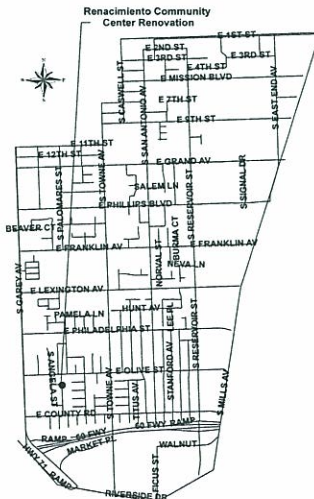 Renacimiento Community
Center Renovation
E 1ST ST
E 2ND ST
E 3RD ST
E 3RD ST
E 4TH ST
E MISSION BLVD
S CASWELL ST
S SAN ANTONIO AV
E 7TH ST
E 9TH ST
S EAST END AV
E 11TH ST
E 12TH ST
S PALOMARES ST
S TOWNE AV
E GRAND AV
SALEM LN
S RESERVOIR ST
S SIGNAL DR
PHILLIPS BLVD
BEAVER CT
E FRANKLIN AV
E FRANKLIN AV
NORVAL ST
BURMA CT
NEVA LN
S GAREY AV
E LEXINGTON AV
HUNT AV
PAMELA LN
LEE PL
E PHILADELPHIA ST
S ANGELA ST
S TOWNE AV
TITUS AV
E OLIVE ST
STANFORD AV
S RESERVOIR ST
S MILLS AV
E COUNTY RD
60 FWY RAMP
RAMP
60 FWY
MARKET PL
WALNUT
HWY 71 RAMP
FICUS ST
RIVERSIDE DR